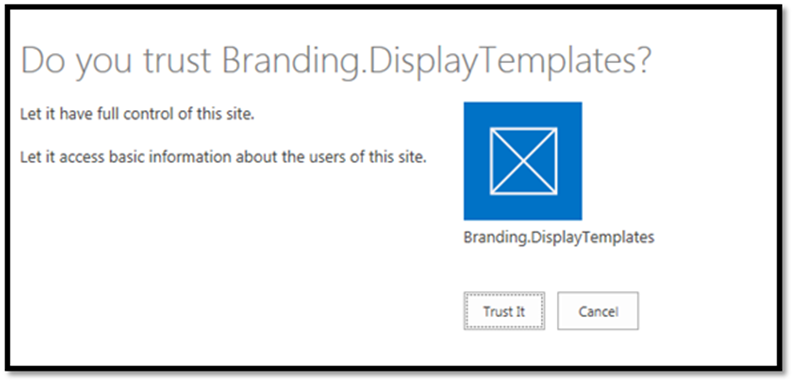 Do you trust Branding.DisplayTemplates?
Let it have full control of this site.
Let it access basic information about the users of this site.
Branding.DisplayTemplates
Trust It
Cancel